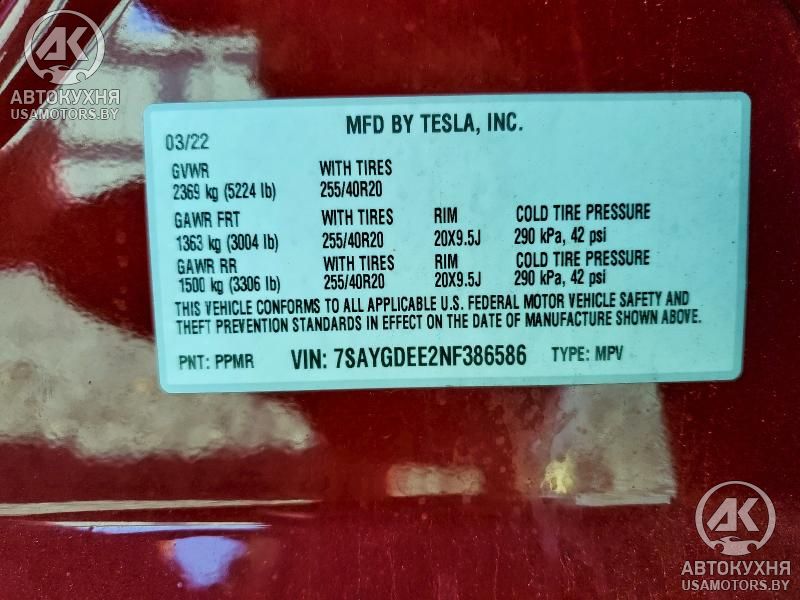 AK
АВТОКУХНЯ
USAMOTORS.BY
03/22 MFD BY TESLA, INC.
GVWR WITH TIRES
2369 kg (5224 lb) 255/40R20
GAWR FRT WITH TIRES RIM COLD TIRE PRESSURE
1363 kg (3004 lb) 255/40R20 20X9.5J 290 kPa, 42 psi
GAWR RR WITH TIRES RIM COLD TIRE PRESSURE
1500 kg (3306 lb) 255/40R20 20X9.5J 290 kPa, 42 psi
THIS VEHICLE CONFORMS TO ALL APPLICABLE U.S. FEDERAL MOTOR VEHICLE SAFETY AND
THEFT PREVENTION STANDARDS IN EFFECT ON THE DATE OF MANUFACTURE SHOWN ABOVE.
PNT: PPMR VIN: 7SAYGDEE2NF386586 TYPE: MPV
AK
АВТОКУХНЯ
USAMOTORS.BY